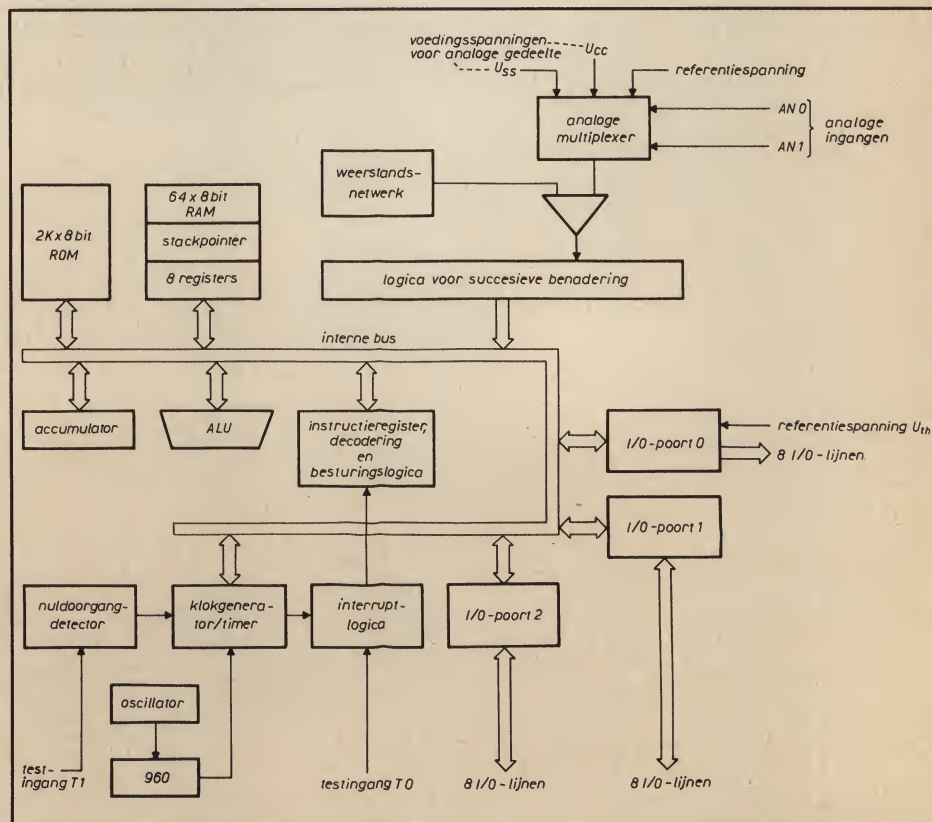 voedingsspanningen
voor analoge gedeelte
UCC
USS
referentiespanning
analoge
multiplexer
AN 0
AN 1
analoge
ingangen
weerstands-
netwerk
2K x 8 bit
ROM
64 x 8 bit
RAM
stackpointer
8 registers
logica voor succesieve benadering
interne bus
accumulator
ALU
instructieregister,
decodering
en
besturingslogica
I/O-poort 0
referentiespanning Uth
8 I/O-lijnen
I/O-poort 1
nuldoorgang-
detector
klokgenera-
tor/timer
interrupt-
logica
I/O-poort 2
oscillator
960
test-
ingang T1
testingang T0
8 I/O-lijnen
8 I/O-lijnen